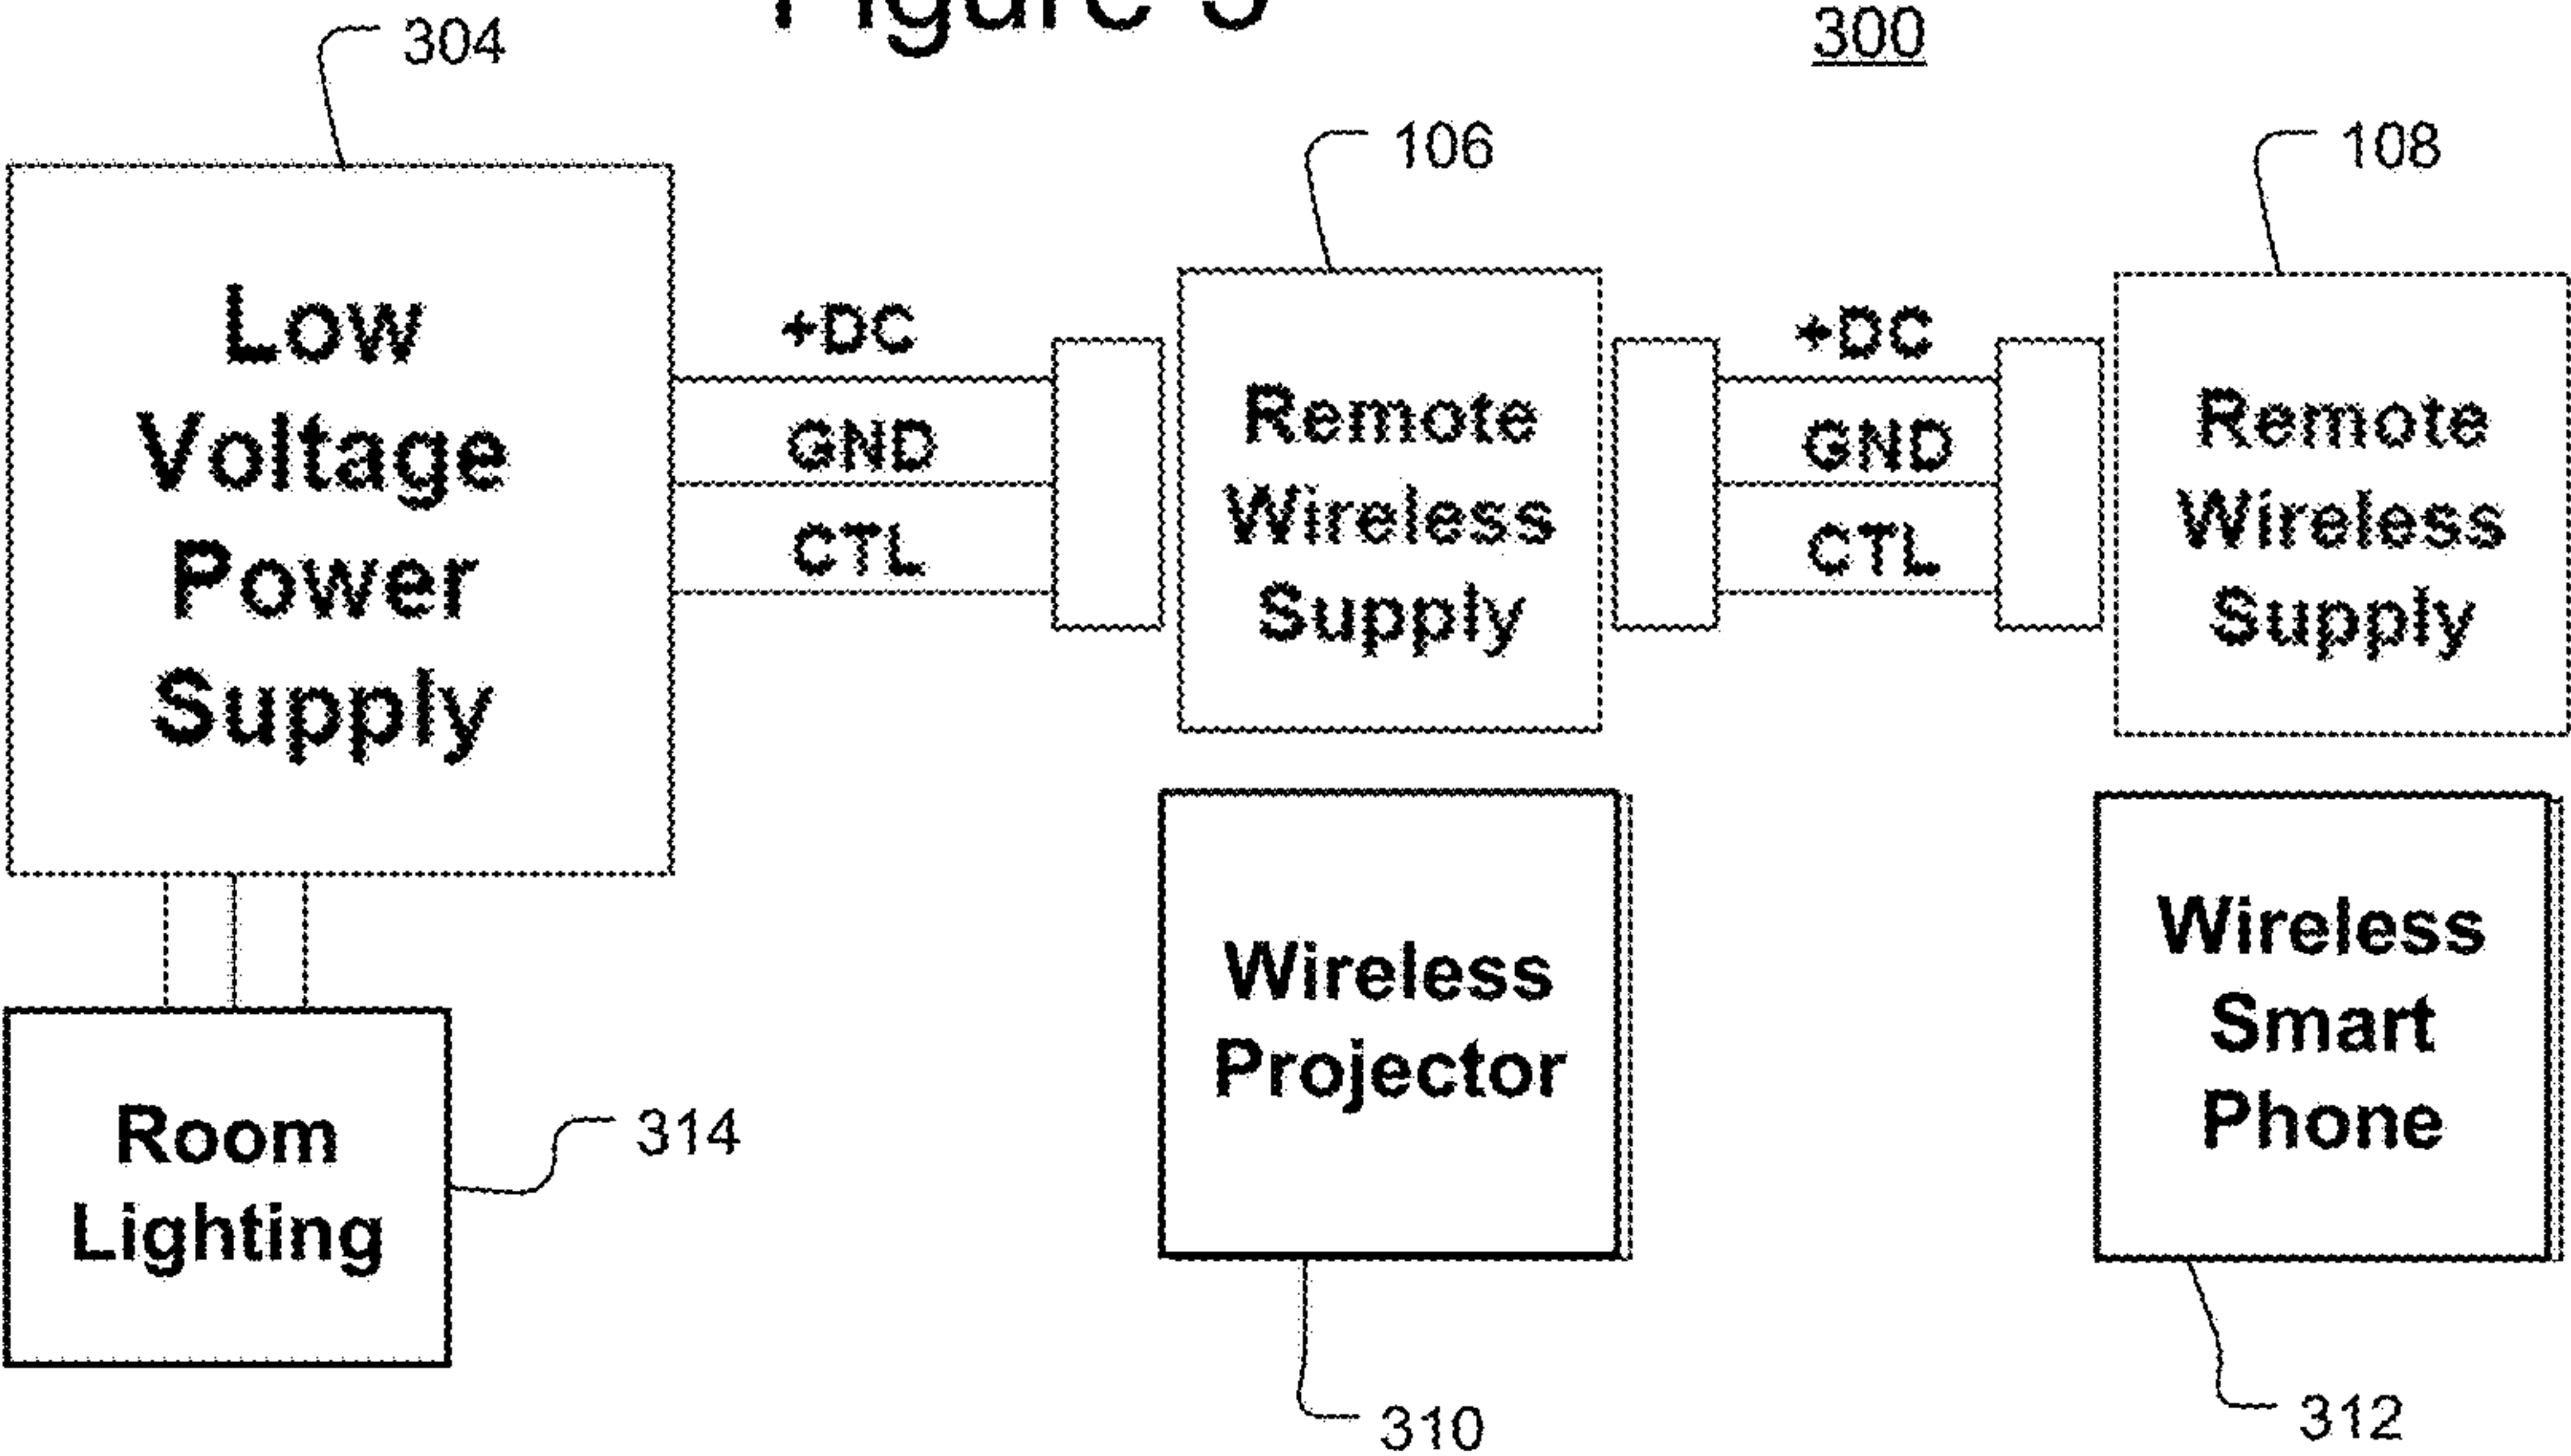 Figure
300
304
106
108
Low
Voltage
Power
Supply
+DC
GND
CTL
Remote
Wireless
Supply
+DC
GND
CTL
Remote
Wireless
Supply
Room
Lighting
314
Wireless
Projector
310
Wireless
Smart
Phone
312